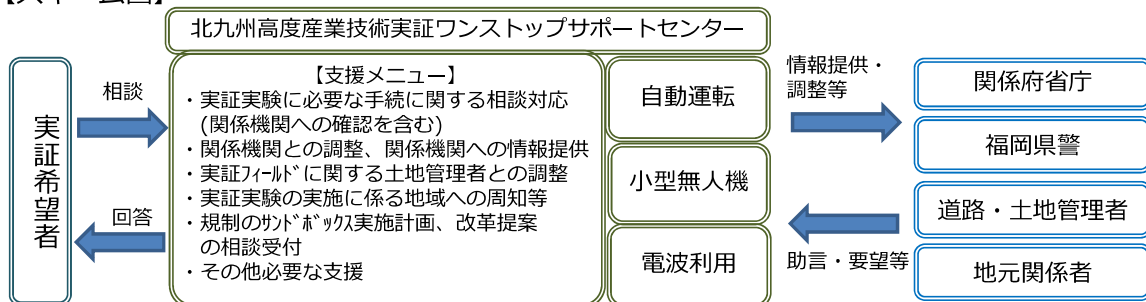 【スキーム図】
北九州高度産業技術実証ワンストップサポートセンター
実証希望者
相談
回答
【支援メニュー】
・実証実験に必要な手続に関する相談対応
(関係機関への確認を含む)
・関係機関との調整、関係機関への情報提供
・実証ﾌｨｰﾙﾄﾞに関する土地管理者との調整
・実証実験の実施に係る地域への周知等
・規制のｻﾝﾄﾞﾎﾞｯｸｽ実施計画、改革提案
の相談受付
・その他必要な支援
自動運転
小型無人機
電波利用
情報提供・
調整等
助言・要望等
関係府省庁
福岡県警
道路・土地管理者
地元関係者